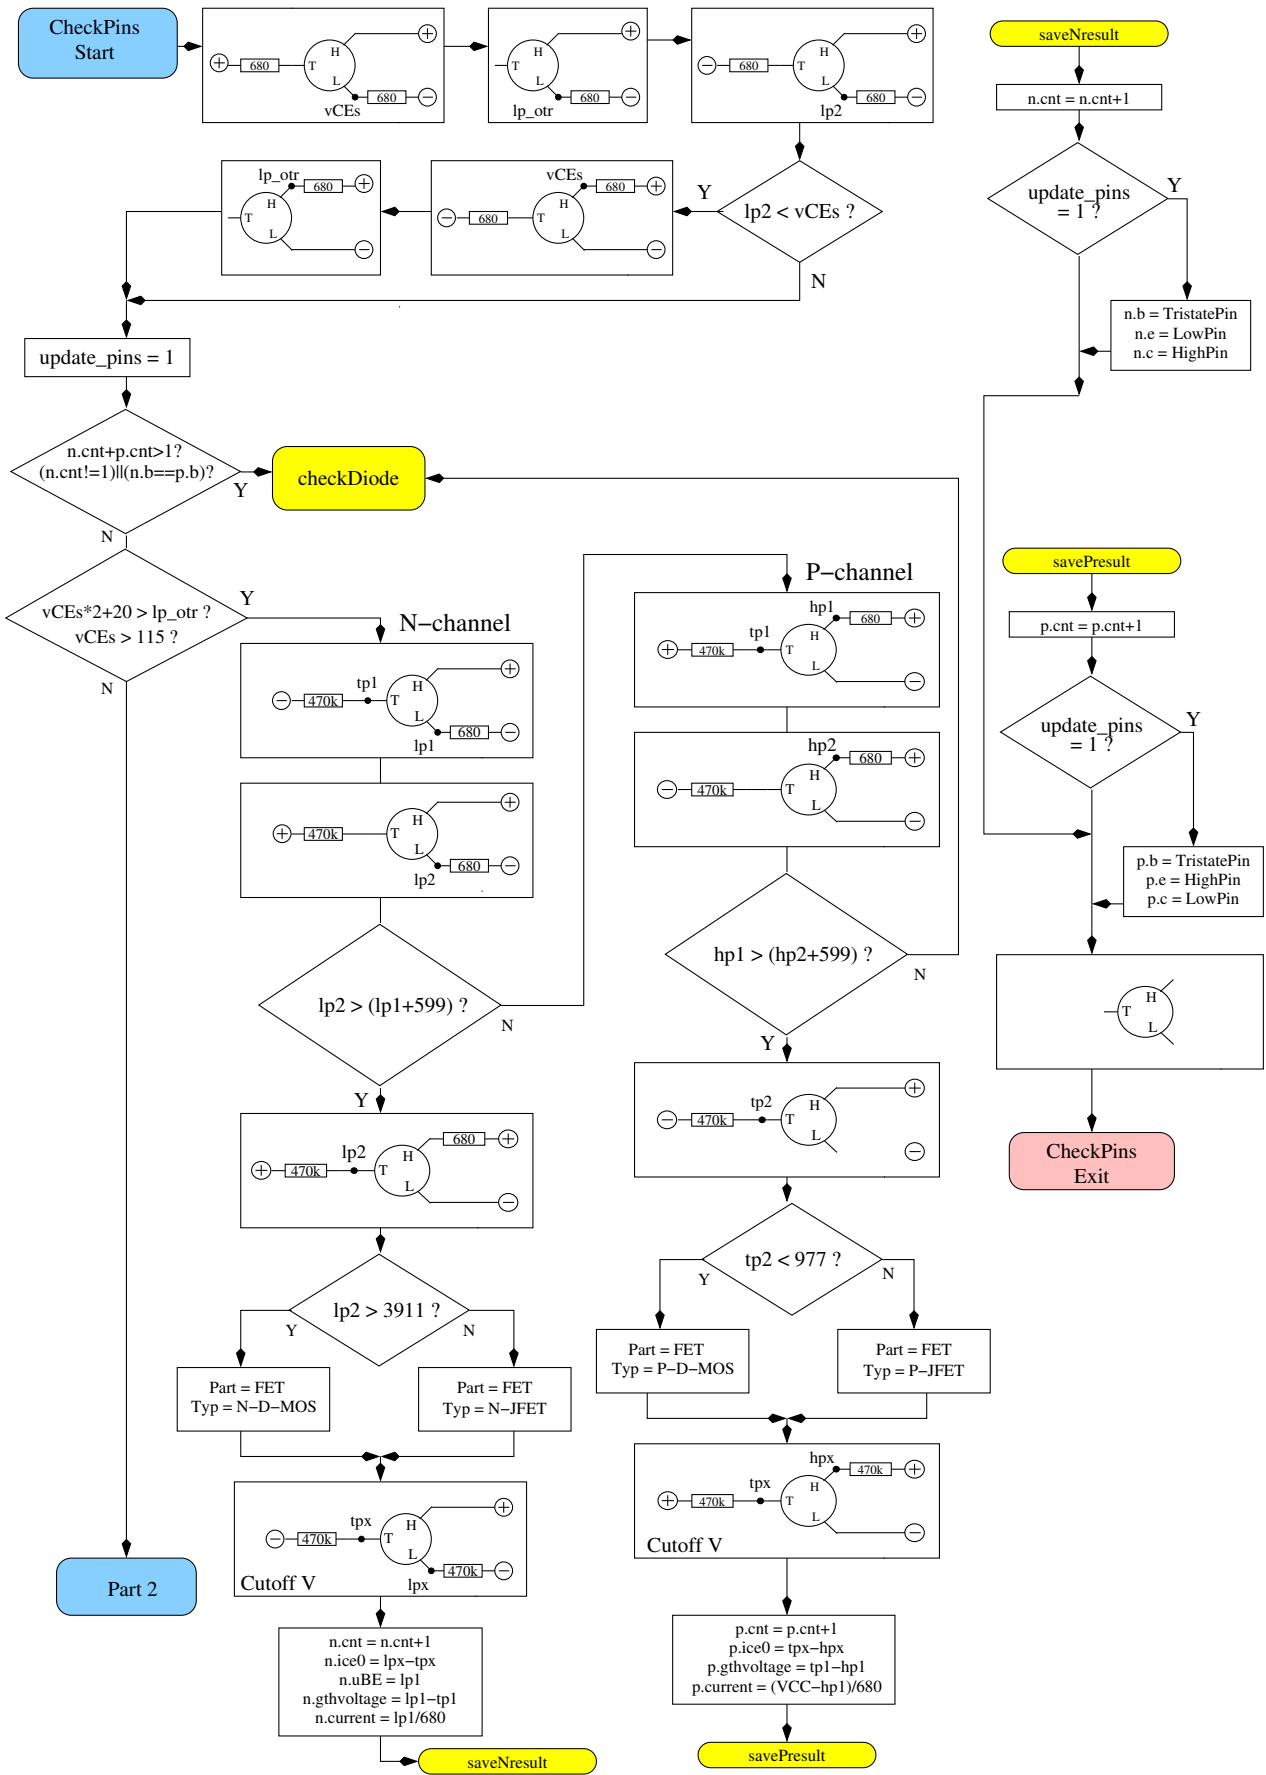 CheckPins
Start
+
680
T
H
L
+
vCEs
680
−
T
H
L
+
lp_otr
680
−
−
680
T
H
L
+
lp2
680
−
lp2 < vCEs ?
Y
N
vCEs
680
+
−
680
T
H
L
−
lp_otr
680
+
T
H
L
−
update_pins = 1
n.cnt+p.cnt>1?
(n.cnt!=1)||(n.b==p.b)?
Y
N
checkDiode
vCEs*2+20 > lp_otr ?
vCEs > 115 ?
Y
N
Part 2
N−channel
−
470k
tp1
T
H
L
+
lp1
680
−
+
470k
T
H
L
+
lp2
680
−
lp2 > (lp1+599) ?
N
Y
+
470k
lp2
T
H
L
680
+
−
lp2 > 3911 ?
Y
N
Part = FET
Typ = N−D−MOS
Part = FET
Typ = N−JFET
−
470k
tpx
T
H
L
+
lpx
470k
−
Cutoff V
n.cnt = n.cnt+1
n.ice0 = lpx−tpx
n.uBE = lp1
n.gthvoltage = lp1−tp1
n.current = lp1/680
saveNresult
P−channel
hp1
680
+
+
470k
tp1
T
H
L
−
hp2
680
+
−
470k
T
H
L
−
hp1 > (hp2+599) ?
N
Y
−
470k
tp2
T
H
L
+
−
tp2 < 977 ?
Y
N
Part = FET
Typ = P−D−MOS
Part = FET
Typ = P−JFET
hpx
470k
+
+
470k
tpx
T
H
L
−
Cutoff V
p.cnt = p.cnt+1
p.ice0 = tpx−hpx
p.gthvoltage = tp1−hp1
p.current = (VCC−hp1)/680
savePresult
saveNresult
n.cnt = n.cnt+1
update_pins
= 1 ?
Y
n.b = TristatePin
n.e = LowPin
n.c = HighPin
savePresult
p.cnt = p.cnt+1
update_pins
= 1 ?
Y
p.b = TristatePin
p.e = HighPin
p.c = LowPin
T
H
L
CheckPins
Exit